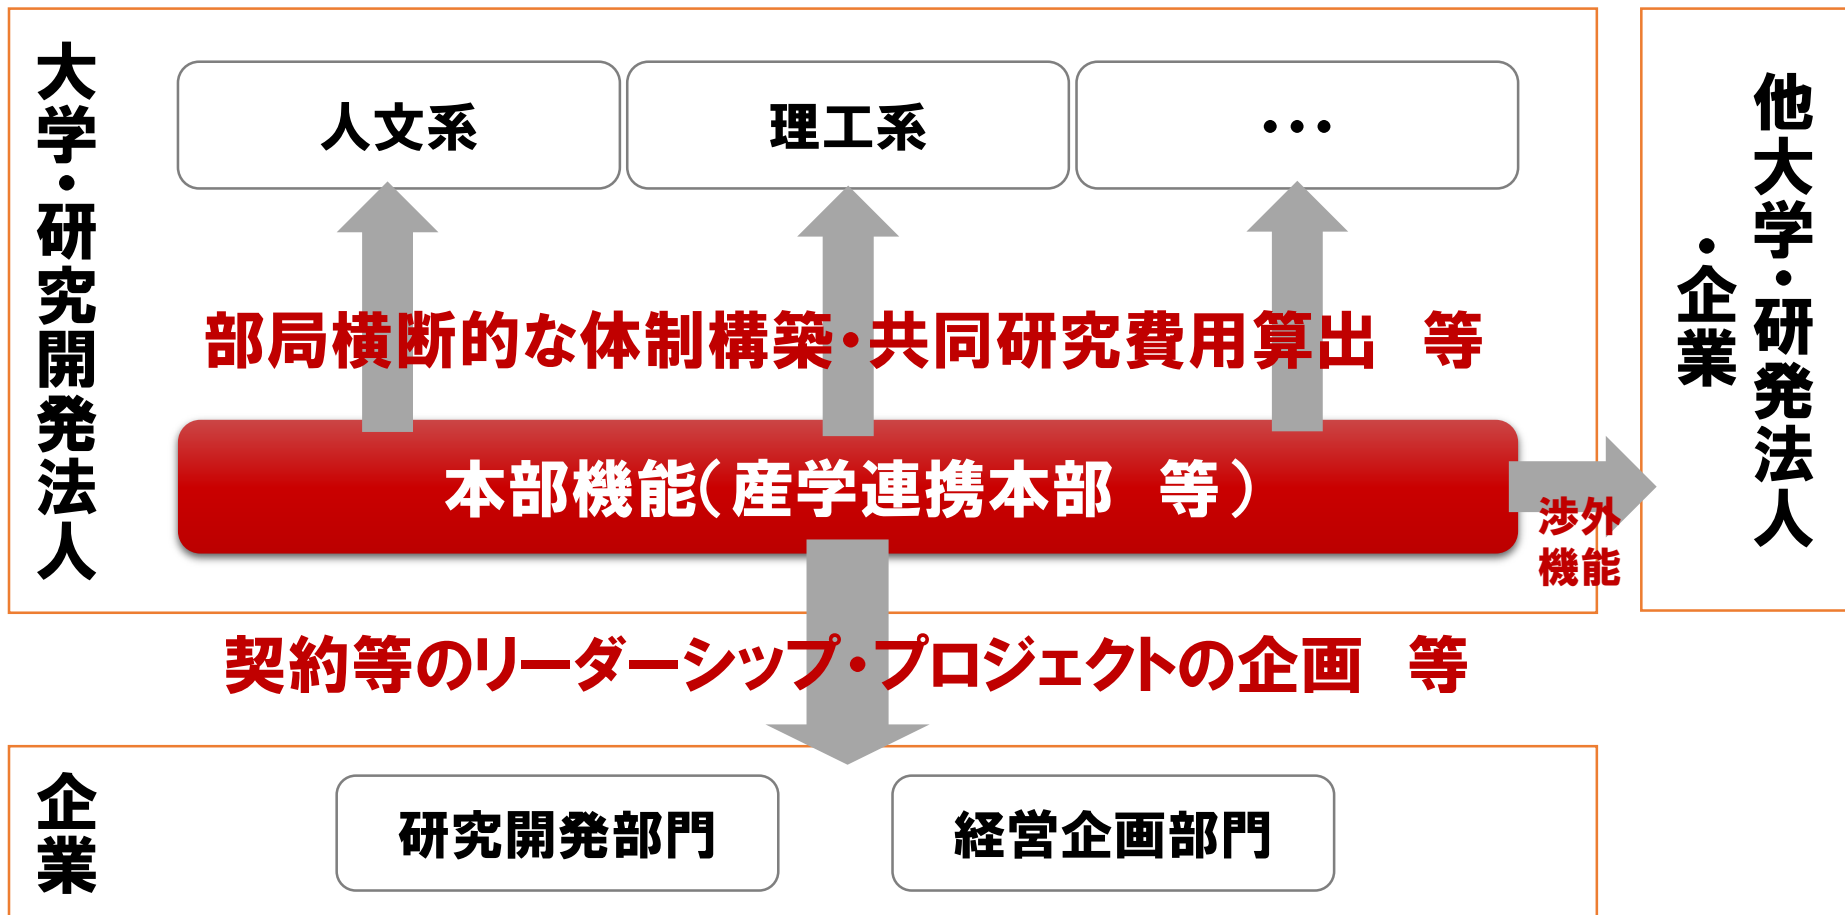 大学・研究開発法人
人文系
理工系
・・・
部局横断的な体制構築・共同研究費用算出　等
本部機能（産学連携本部　等）
渉外
機能
他大学・研発法人
・企業
契約等のリーダーシップ・プロジェクトの企画　等
企業
研究開発部門
経営企画部門